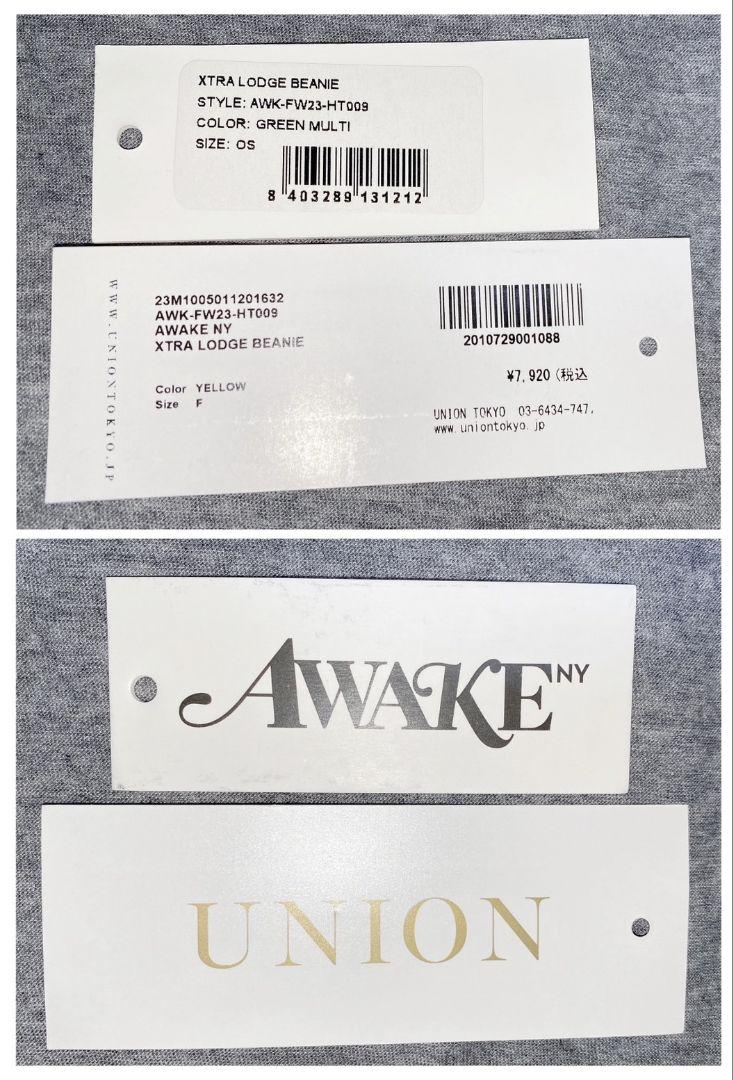 XTRA LODGE BEANIE
STYLE: AWK-FW23-HT009
COLOR: GREEN MULTI
SIZE: OS
8 403289 131212
WWW.UNIONTOKYO.JP
23M1005011201632
AWK-FW23-HT009
AWAKE NY
XTRA LODGE BEANIE
Color YELLOW
Size F
2010729001088
¥7,920 (税込
UNION TOKYO 03-6434-747
www.uniontokyo.jp
AWAKE NY
UNION